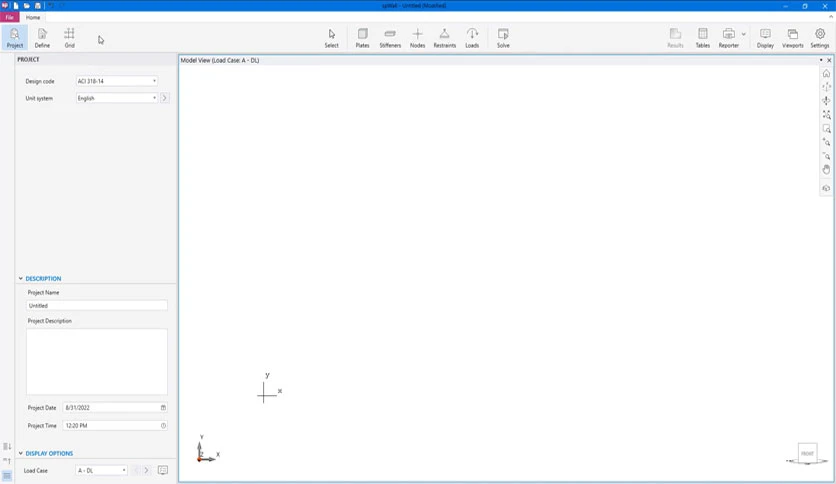 spWall - Untitled [Modified]
File
Home
Project
Define
Grid
Select
Plates
Stiffeners
Nodes
Restraints
Loads
Solve
Results
Tables
Reporter
Display
Viewports
Settings
PROJECT
Model View (Load Case: A - DL)
Design code
ACI 318-14
Unit system
English
DESCRIPTION
Project Name
Untitled
Project Description
Project Date
8/31/2022
Project Time
12:20 PM
DISPLAY OPTIONS
Load Case
A - DL
y
x
Y
Z
X
FRONT